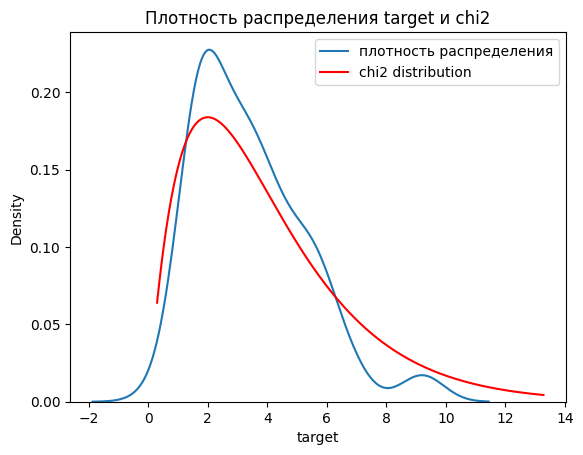 Плотность распределения target и chi2
плотность распределения
chi2 distribution
Density
0.20
0.15
0.10
0.05
0.00
−2
0
2
4
6
8
10
12
14
target